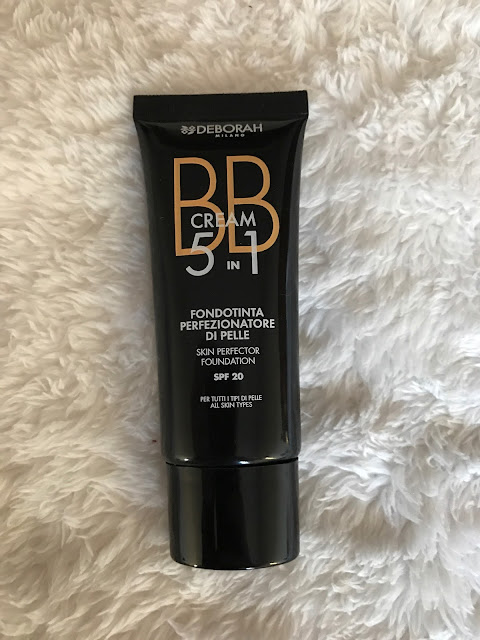 DEBORAH
MILANO
BB
CREAM
5 IN 1
FONDOTINTA
PERFEZIONATORE
DI PELLE
SKIN PERFECTOR
FOUNDATION
SPF 20
PER TUTTI I TIPI DI PELLE
ALL SKIN TYPES